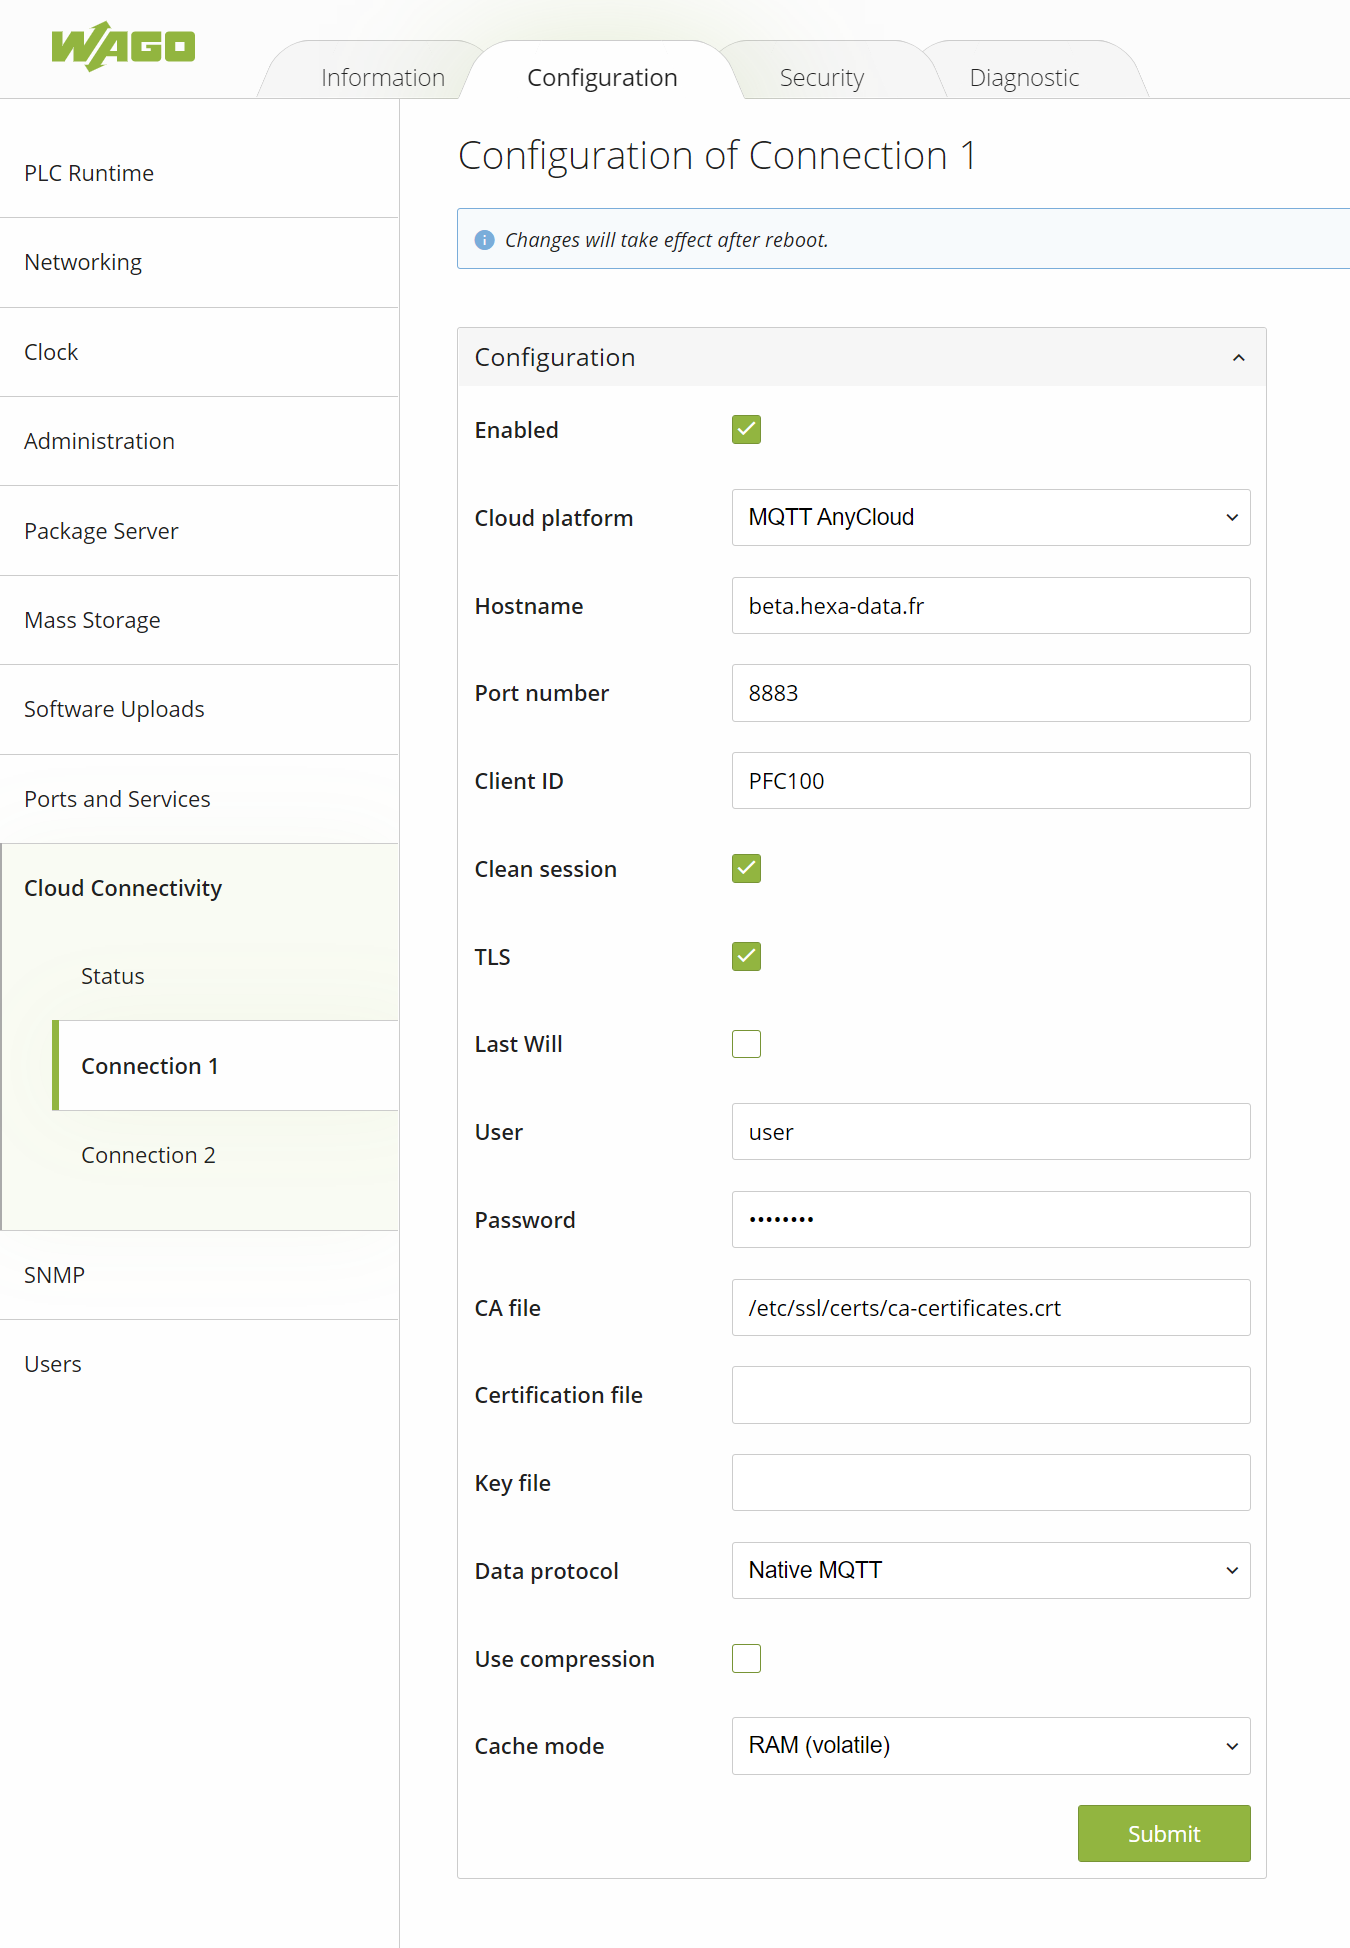 WAGO
Information
Configuration
Security
Diagnostic
PLC Runtime
Networking
Clock
Administration
Package Server
Mass Storage
Software Uploads
Ports and Services
Cloud Connectivity
Status
Connection 1
Connection 2
SNMP
Users
Configuration of Connection 1
i Changes will take effect after reboot.
Configuration
Enabled
Cloud platform MQTT AnyCloud
Hostname beta.hexa-data.fr
Port number 8883
Client ID PFC100
Clean session
TLS
Last Will
User user
Password ••••••••
CA file /etc/ssl/certs/ca-certificates.crt
Certification file
Key file
Data protocol Native MQTT
Use compression
Cache mode RAM (volatile)
Submit